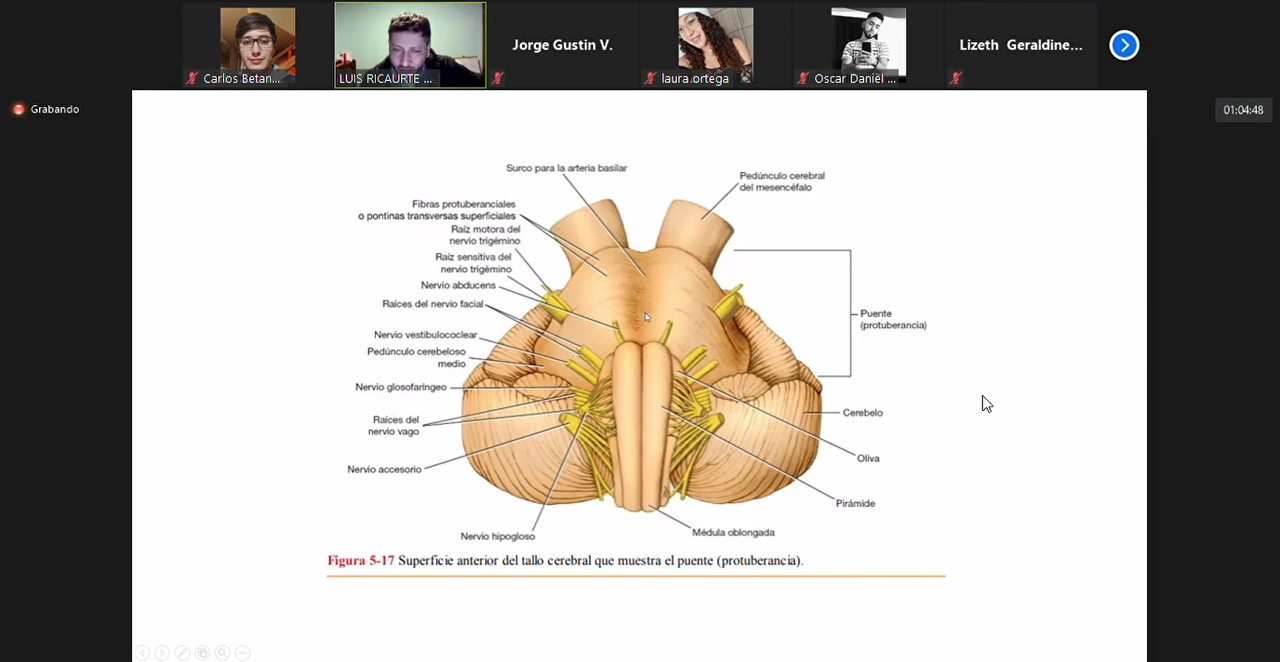 Carlos Betan...
LUIS RICAURTE ...
Jorge Gustin V.
laura ortega
Oscar Daniel ...
Lizeth Geraldine...
Grabando
01:04:48
Surco para la arteria basilar
Pedúnculo cerebral
del mesencéfalo
Fibras protuberanciales
o pontinas transversas superficiales
Raíz motora del
nervio trigémino
Raíz sensitiva del
nervio trigémino
Nervio abducens
Raíces del nervio facial
Nervio vestibulococlear
Pedúnculo cerebeloso
medio
Nervio glosofaríngeo
Raíces del
nervio vago
Nervio accesorio
Nervio hipogloso
Puente
(protuberancia)
Cerebelo
Oliva
Pirámide
Médula oblongada
Figura 5-17 Superficie anterior del tallo cerebral que muestra el puente (protuberancia).